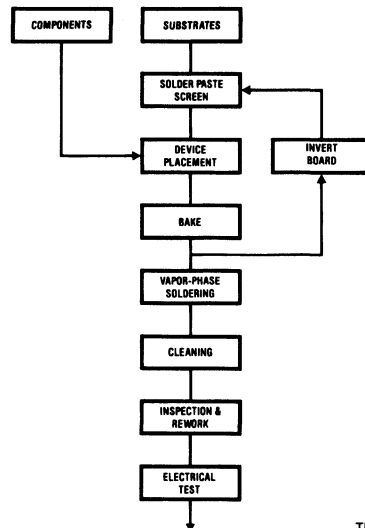 COMPONENTS
SUBSTRATES
SOLDER PASTE
SCREEN
DEVICE
PLACEMENT
INVERT
BOARD
BAKE
VAPOR-PHASE
SOLDERING
CLEANING
INSPECTION &
REWORK
ELECTRICAL
TEST